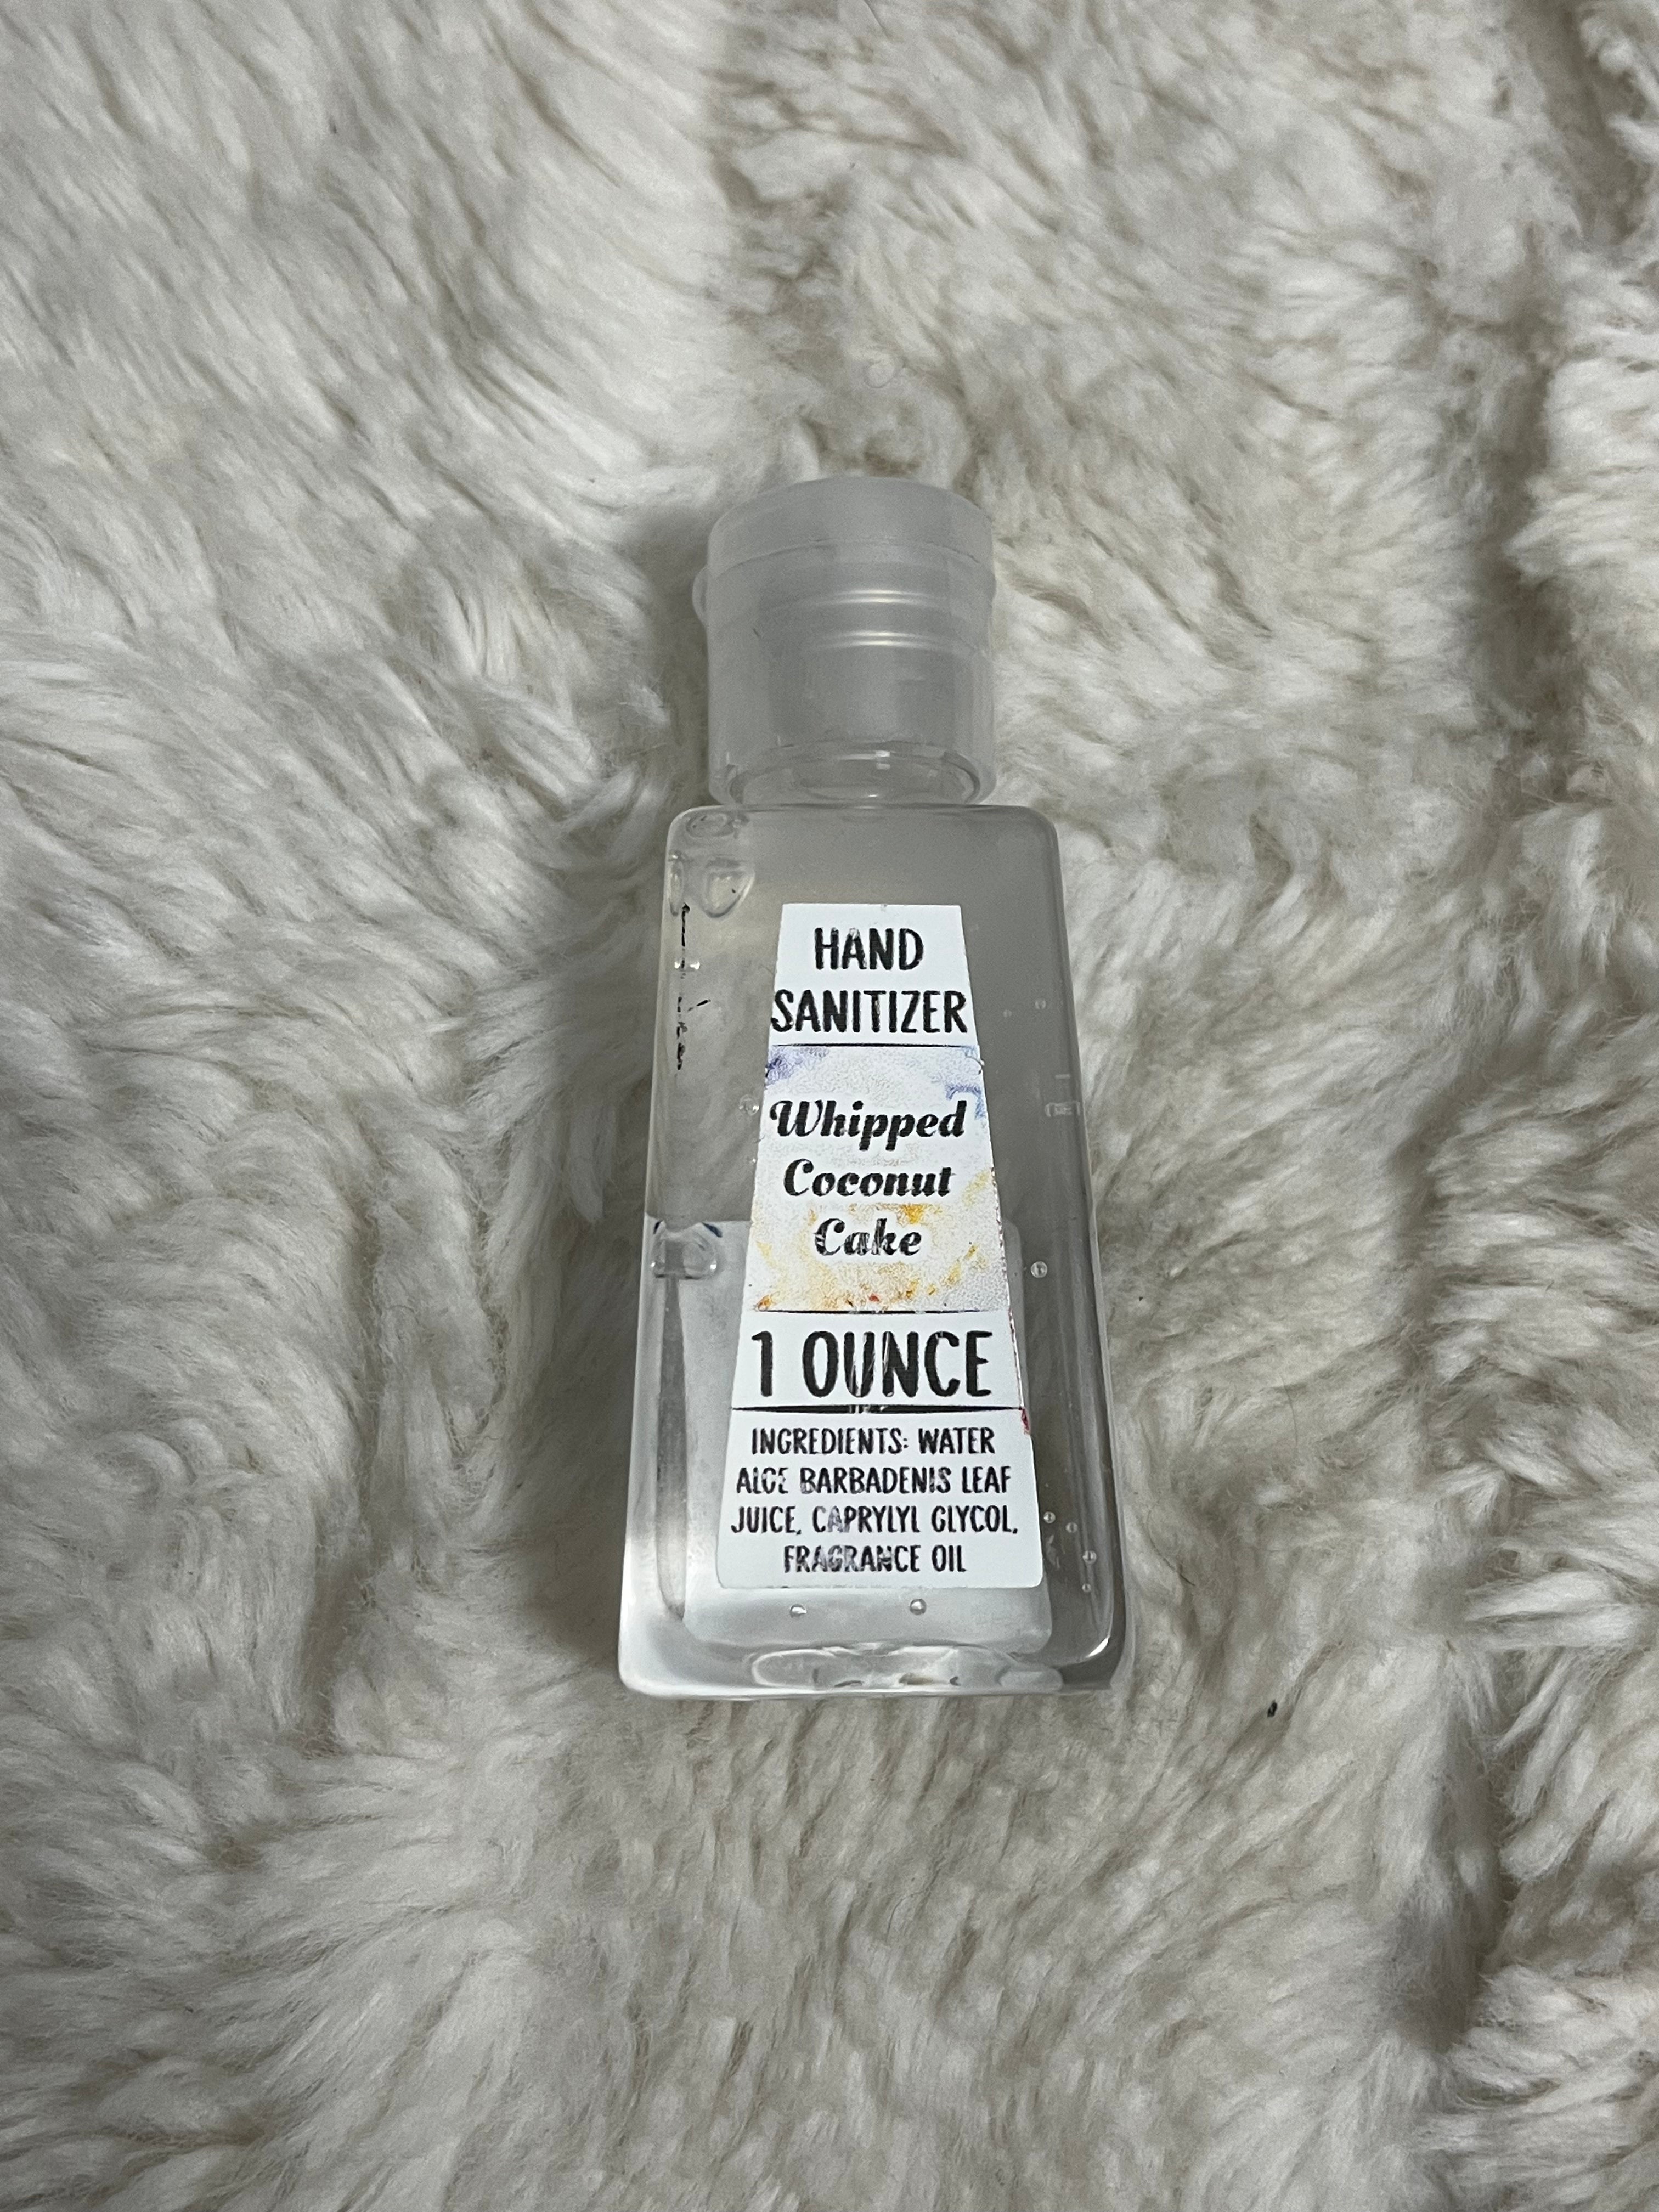 HAND
SANITIZER
Whipped
Coconut
Cake
1 OUNCE
INGREDIENTS: WATER
ALOE BARBADENIS LEAF
JUICE, CAPRYLYL GLYCOL,
FRAGRANCE OIL